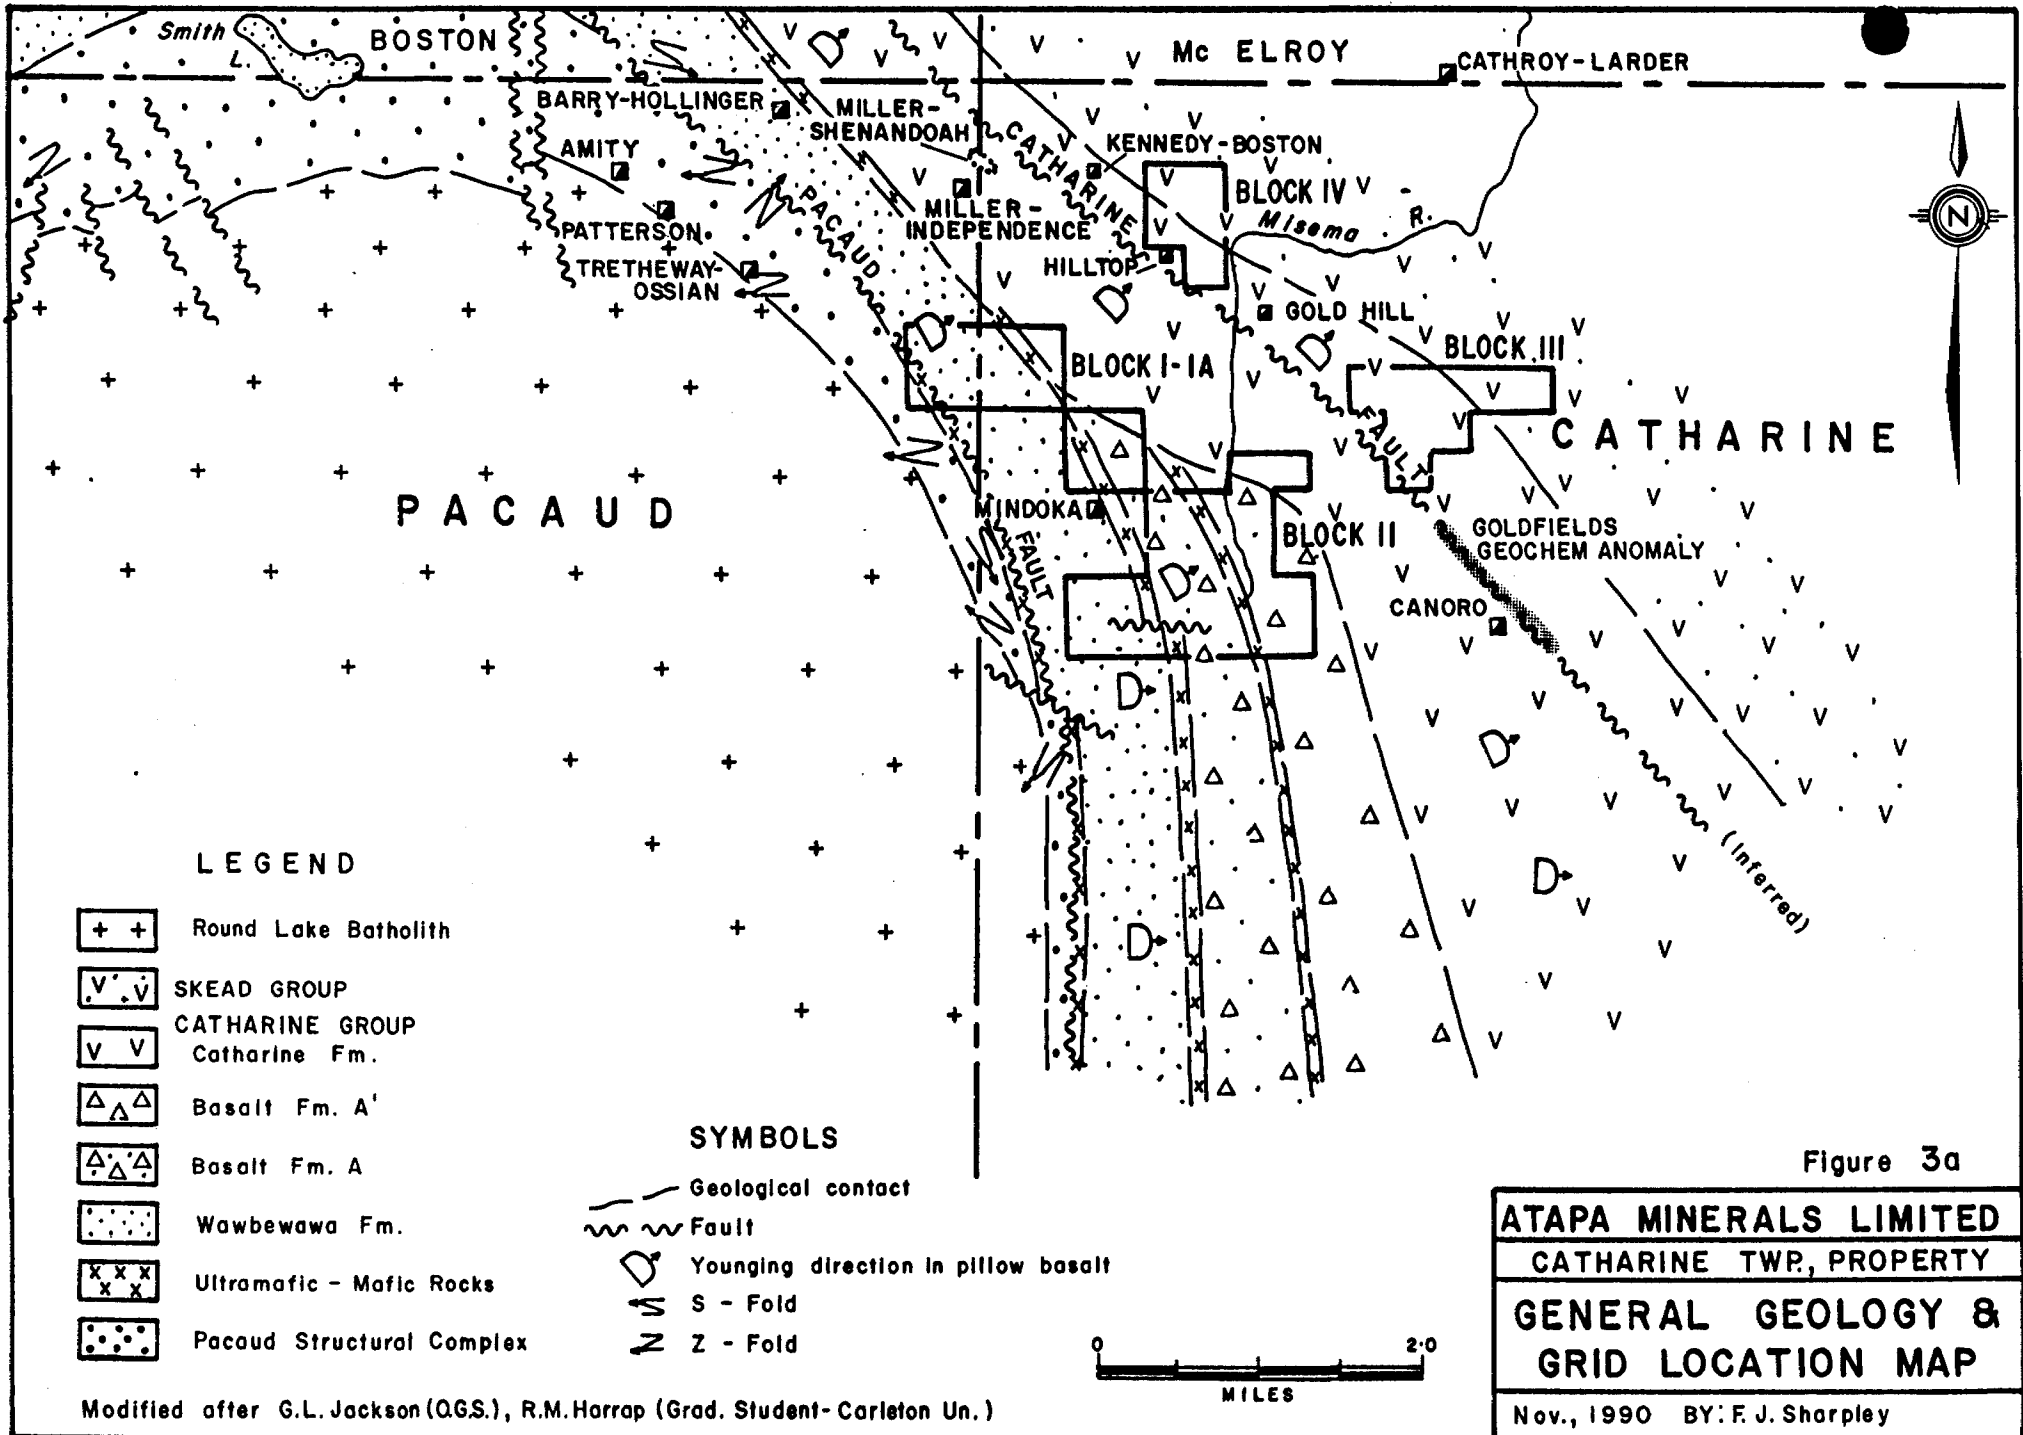 Smith
L.
BOSTON
Mc ELROY
CATHROY-LARDER
BARRY-HOLLINGER
MILLER-
SHENANDOAH
AMITY
CATHARINE
KENNEDY-BOSTON
BLOCK IV
PATTERSON
PACAUD
MILLER-
INDEPENDENCE
Misema R.
N
TRETHEWAY-
OSSIAN
HILLTOP
GOLD HILL
BLOCK I-IA
BLOCK III
FAULT
CATHARINE
PACAUD
MINDOKA
FAULT
BLOCK II
GOLDFIELDS
GEOCHEM ANOMALY
CANORO
(Inferred)
LEGEND
+ + Round Lake Batholith
V V SKEAD GROUP
CATHARINE GROUP
V V Catharine Fm.
Basalt Fm. A'
Basalt Fm. A
Wawbewawa Fm.
X X X X X Ultramafic - Mafic Rocks
Pacaud Structural Complex
SYMBOLS
Geological contact
Fault
Younging direction in pillow basalt
S - Fold
Z - Fold
0 2·0
MILES
Modified after G.L. Jackson (O.G.S.), R.M. Harrap (Grad. Student-Carleton Un.)
Figure 3a
ATAPA MINERALS LIMITED
CATHARINE TWP., PROPERTY
GENERAL GEOLOGY &
GRID LOCATION MAP
Nov., 1990 BY: F. J. Sharpley